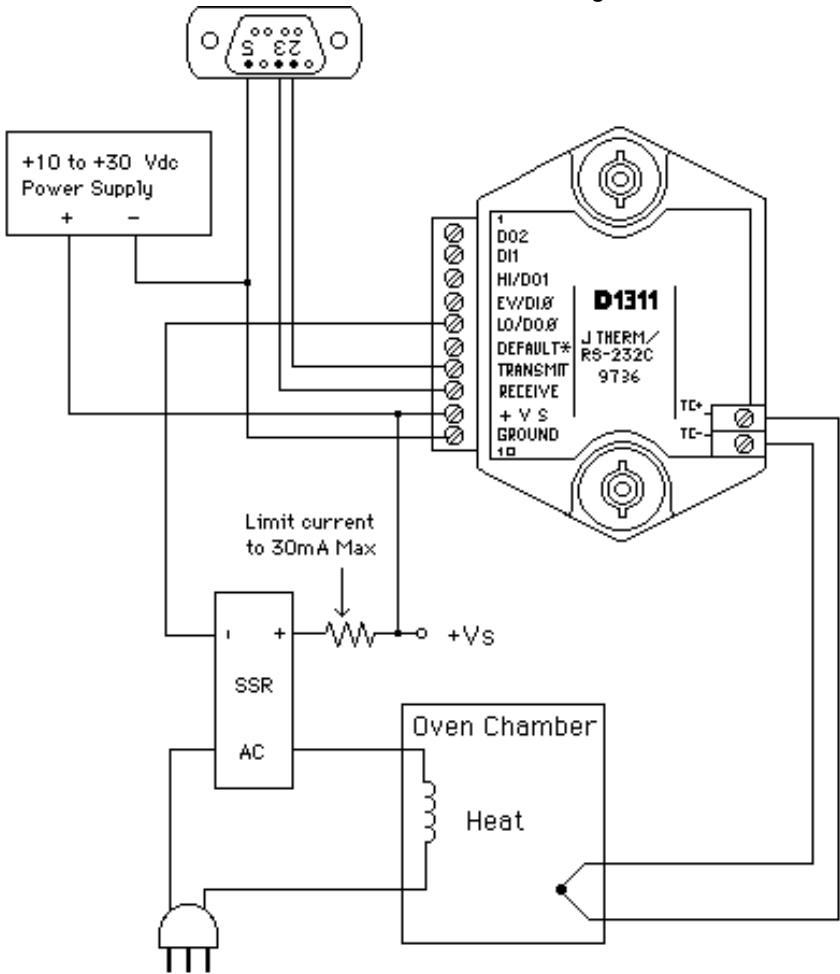 5 2 3
+10 to +30 Vdc
Power Supply
+ -
1
DO2
DI1
HI/DO1
EV/DI.Ø
LO/DO.Ø
DEFAULT*
TRANSMIT
RECEIVE
+ V S
GROUND
10
D1311
J THERM/
RS-232C
9736
TC+
TC-
Limit current
to 30mA Max
- +
+Vs
SSR
AC
Oven Chamber
Heat